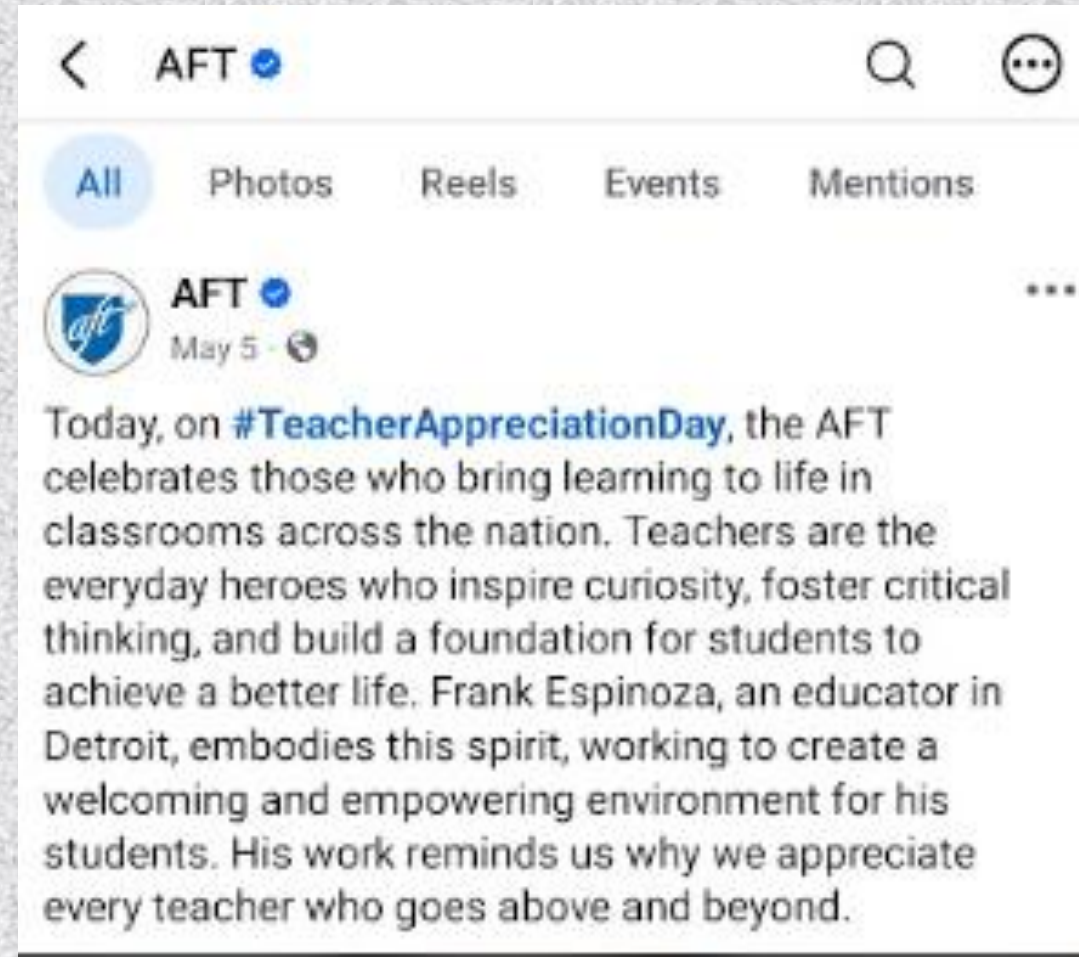 AFT
All Photos Reels Events Mentions
aft
AFT
May 5
Today, on #TeacherAppreciationDay, the AFT
celebrates those who bring learning to life in
classrooms across the nation. Teachers are the
everyday heroes who inspire curiosity, foster critical
thinking, and build a foundation for students to
achieve a better life. Frank Espinoza, an educator in
Detroit, embodies this spirit, working to create a
welcoming and empowering environment for his
students. His work reminds us why we appreciate
every teacher who goes above and beyond.